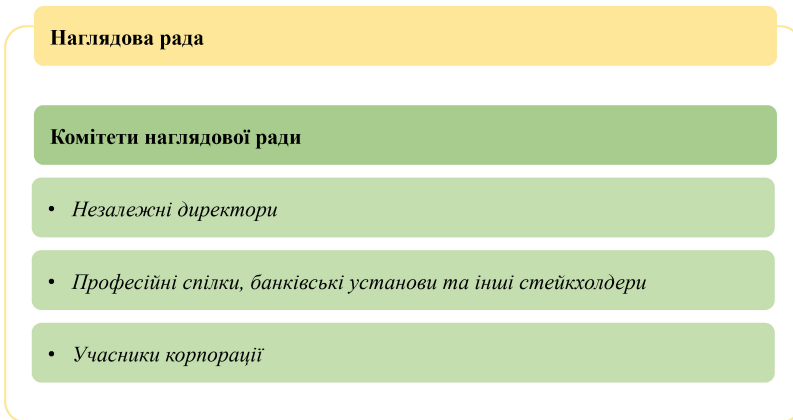 Наглядова рада
Комітети наглядової ради
• Незалежні директори
• Професійні спілки, банківські установи та інші стейкхолдери
• Учасники корпорації